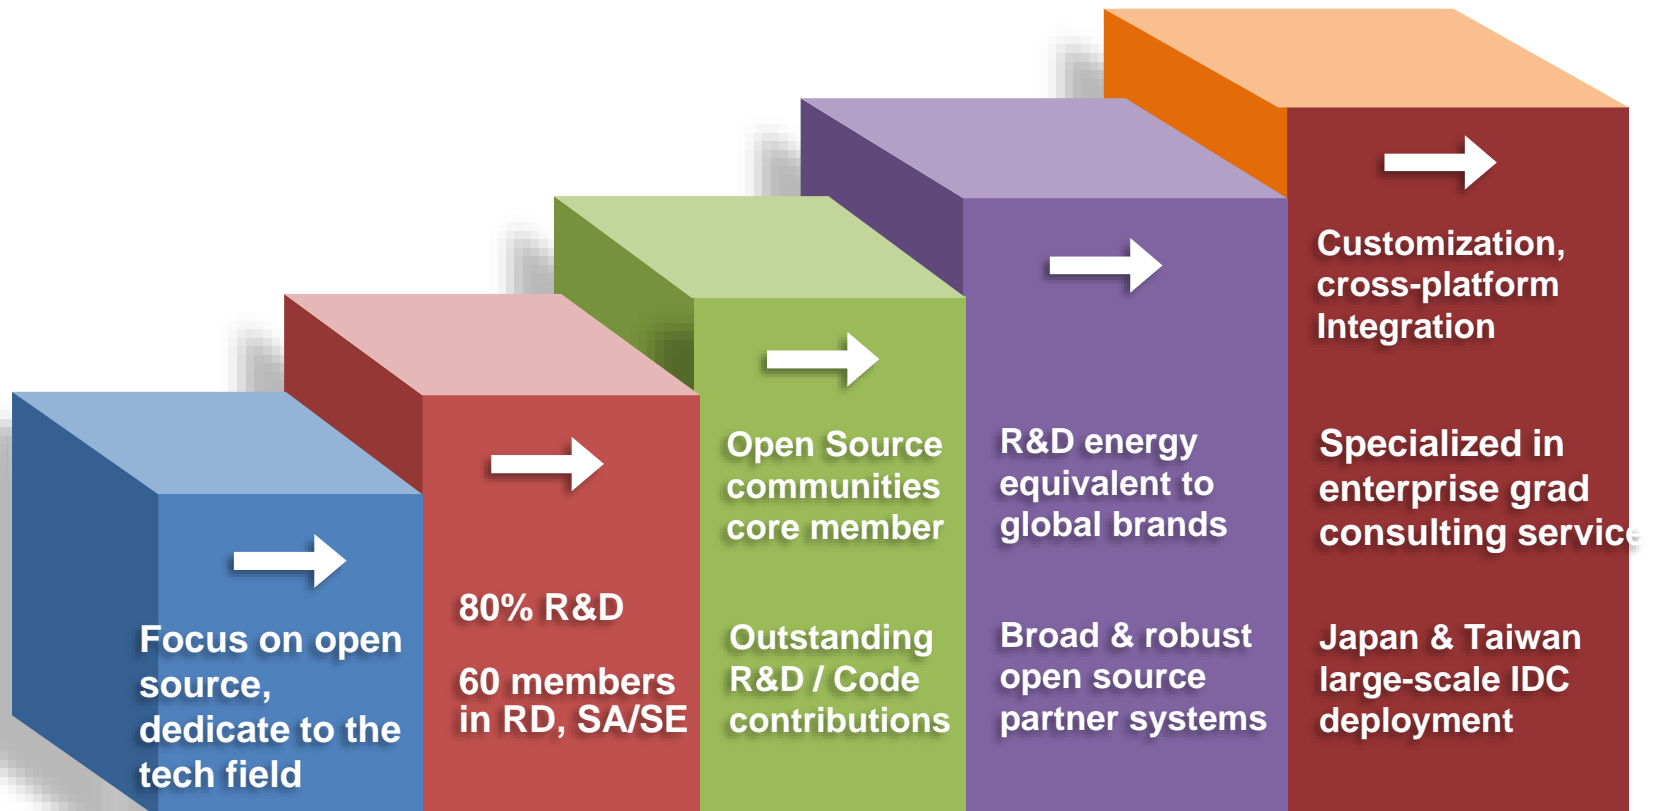 Focus on open
source,
dedicate to the
tech field
80% R&D
60 members
in RD, SA/SE
Open Source
communities
core member
Outstanding
R&D / Code
contributions
R&D energy
equivalent to
global brands
Broad & robust
open source
partner systems
Customization,
cross-platform
Integration
Specialized in
enterprise grad
consulting service
Japan & Taiwan
large-scale IDC
deployment